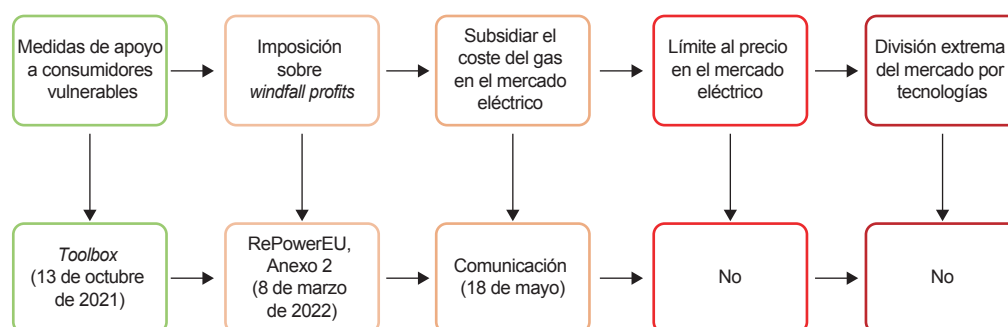 Medidas de apoyo
a consumidores
vulnerables
Imposición
sobre
windfall profits
Subsidiar el
coste del gas
en el mercado
eléctrico
Límite al precio
en el mercado
eléctrico
División extrema
del mercado por
tecnologías
Toolbox
(13 de octubre
de 2021)
RePowerEU,
Anexo 2
(8 de marzo
de 2022)
Comunicación
(18 de mayo)
No
No